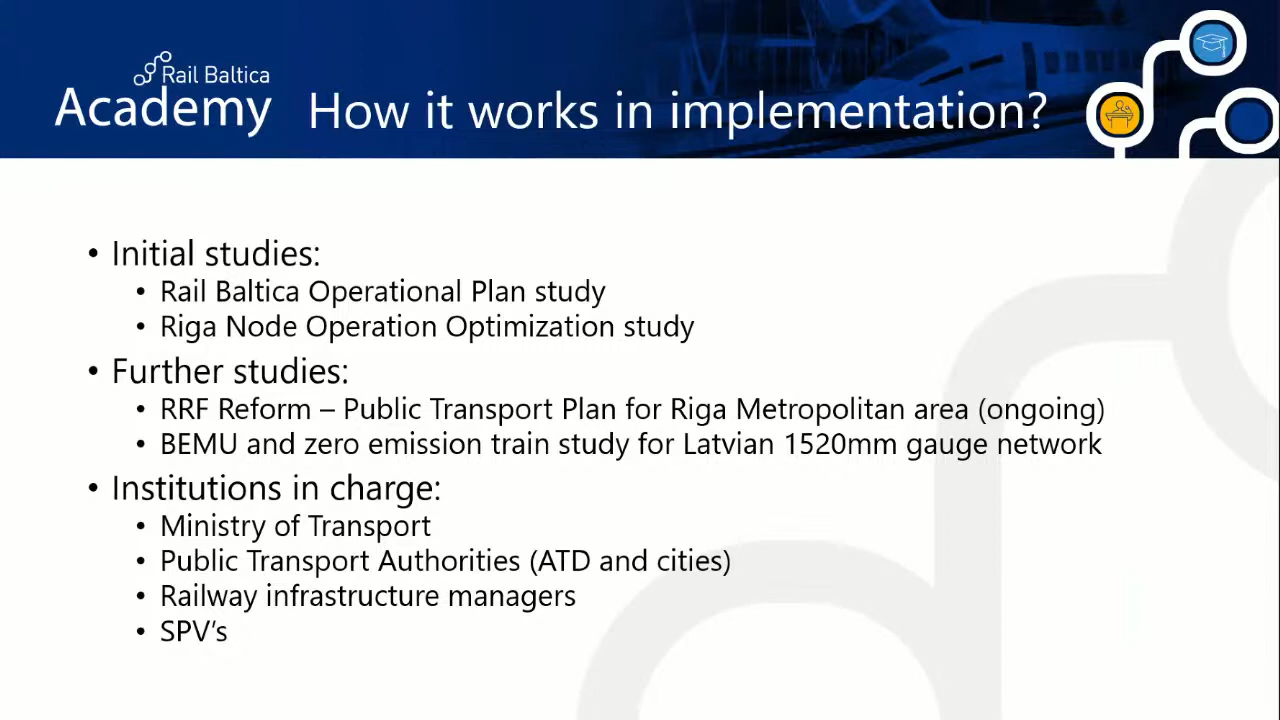 Rail Baltica
Academy
How it works in implementation?
• Initial studies:
• Rail Baltica Operational Plan study
• Riga Node Operation Optimization study
• Further studies:
• RRF Reform – Public Transport Plan for Riga Metropolitan area (ongoing)
• BEMU and zero emission train study for Latvian 1520mm gauge network
• Institutions in charge:
• Ministry of Transport
• Public Transport Authorities (ATD and cities)
• Railway infrastructure managers
• SPV’s